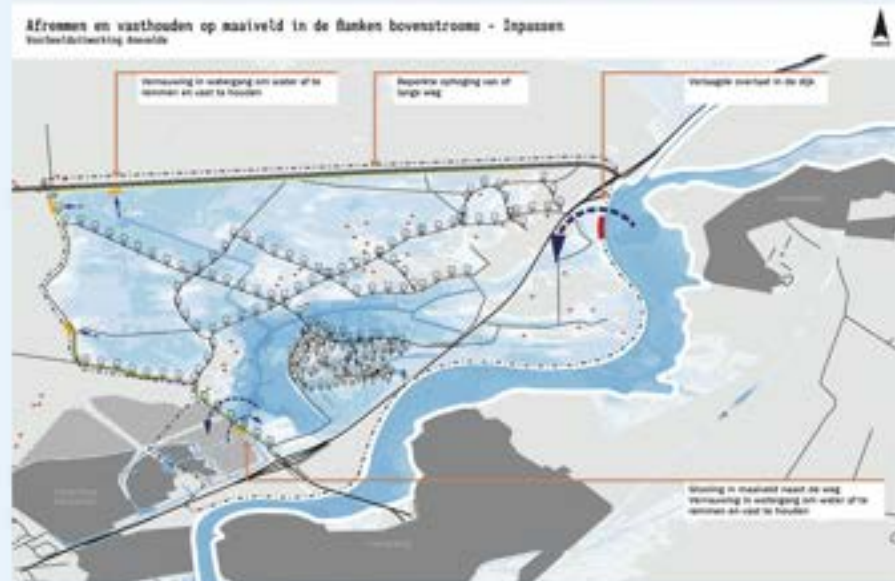 Afremmen en vasthouden op maaiveld in de flanken bovenstrooms - Inpassen
Voorbeelduitwerking
Vernauwing in watergang om water af te
remmen en vast te houden
Beperkte ophoging van of
langs weg
Verlaagde overlaat in de dijk
in maaiveld naast de weg
Vernauwing in watergang om water af te
remmen en vast te houden